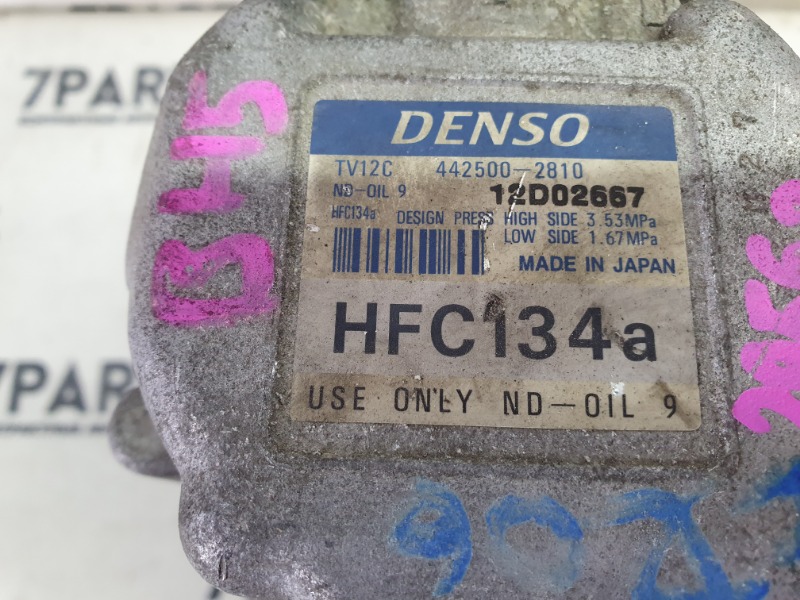 7PAR
BH5
DENSO
TV12C 442500-2810
ND-OIL 9 12D02667
HFC134a DESIGN PRESS HIGH SIDE 3.53MPa
LOW SIDE 1.67MPa
MADE IN JAPAN
HFC134a
7PAR
USE ONLY ND-OIL 9